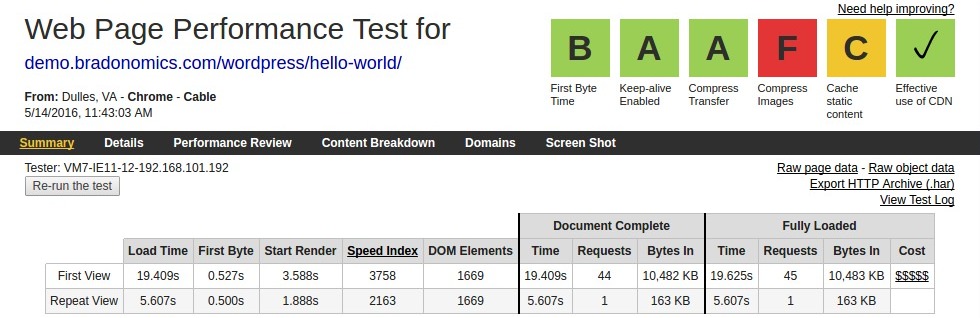 Need help improving?
Web Page Performance Test for
demo.bradonomics.com/wordpress/hello-world/
From: Dulles, VA - Chrome - Cable
5/14/2016, 11:43:03 AM
B A A F C ✓
First Byte Time
Keep-alive Enabled
Compress Transfer
Compress Images
Cache static content
Effective use of CDN
Summary Details Performance Review Content Breakdown Domains Screen Shot
Tester: VM7-IE11-12-192.168.101.192
Re-run the test
Raw page data - Raw object data
Export HTTP Archive (.har)
View Test Log
Document Complete Fully Loaded
Load Time First Byte Start Render Speed Index DOM Elements Time Requests Bytes In Time Requests Bytes In Cost
First View 19.409s 0.527s 3.588s 3758 1669 19.409s 44 10,482 KB 19.625s 45 10,483 KB $$$$$
Repeat View 5.607s 0.500s 1.888s 2163 1669 5.607s 1 163 KB 5.607s 1 163 KB